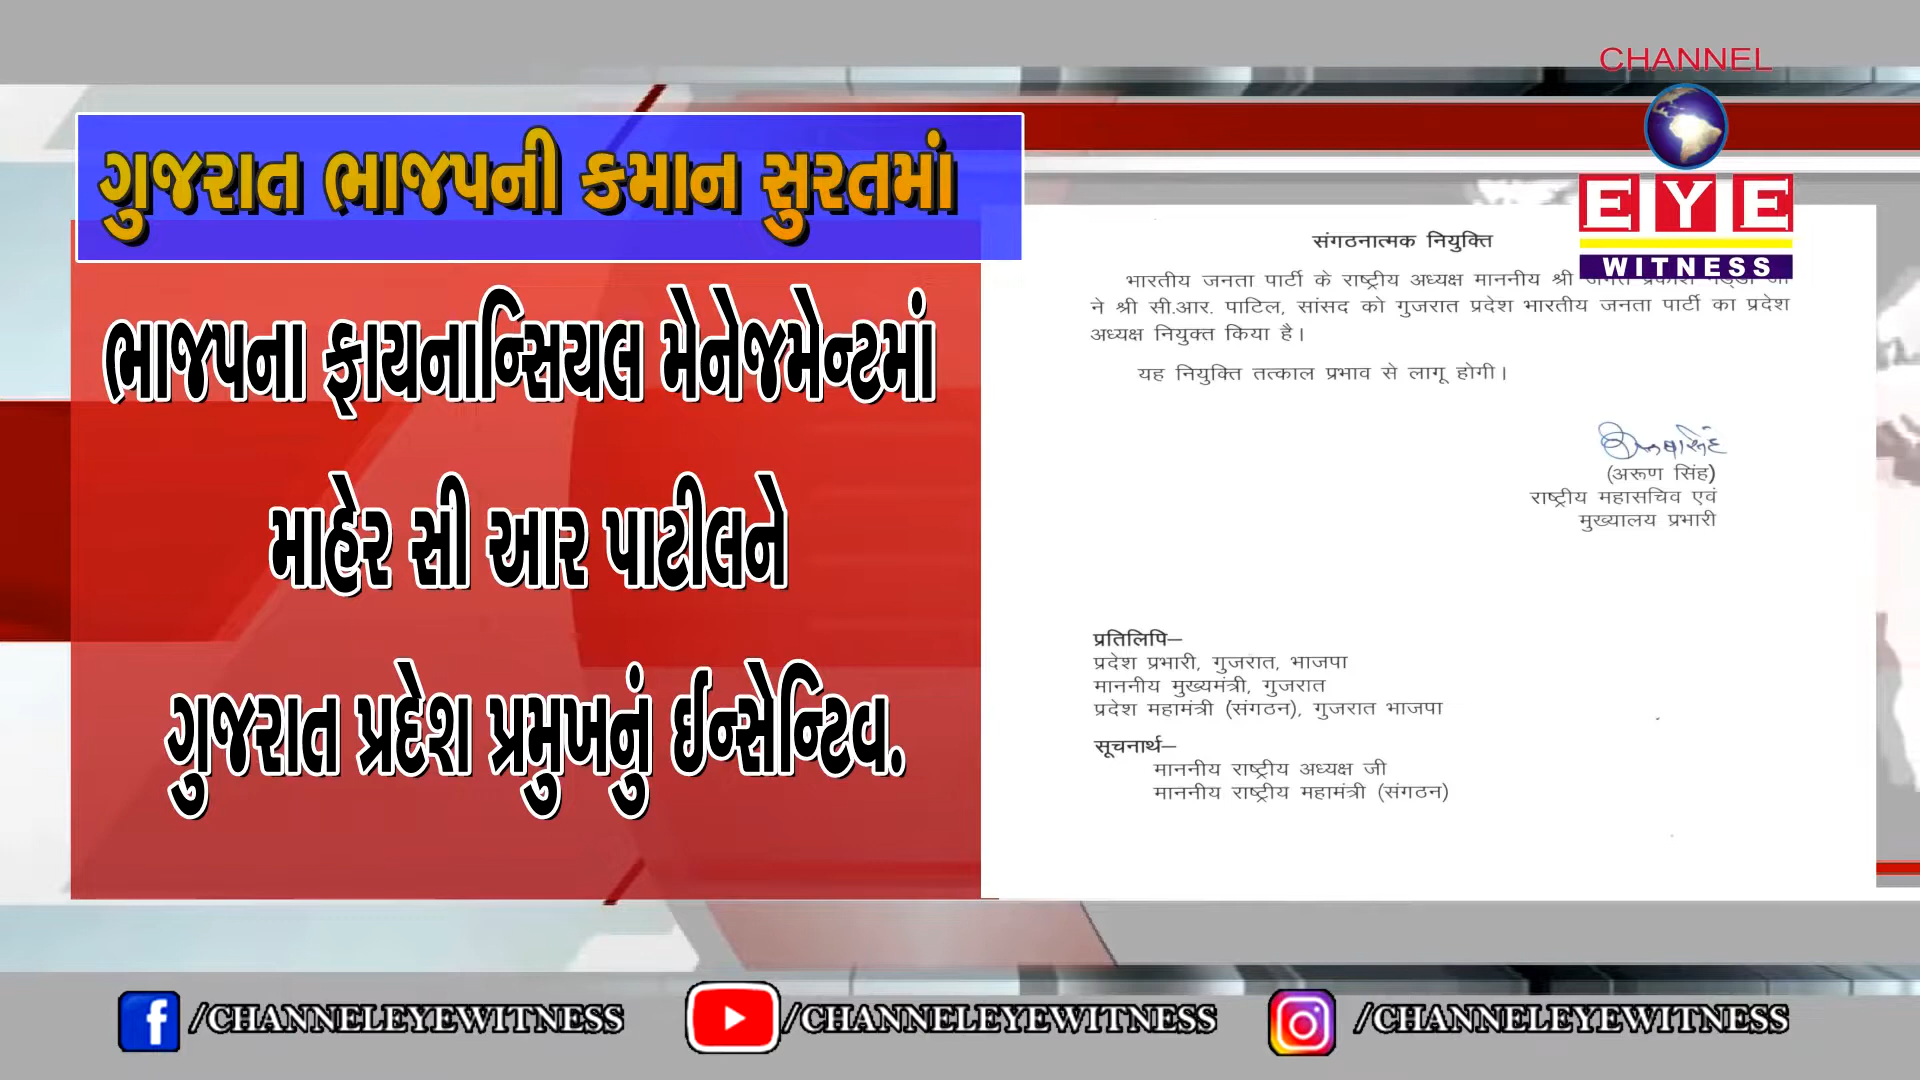 CHANNEL
EYE
WITNESS
ગુજરાત ભાજપની કમાન સુરતમાં
ભાજપના ફાયનાન્સિયલ મેનેજમેન્ટમાં
માહેર સી આર પાટીલને
ગુજરાત પ્રદેશ પ્રમુખનું ઈન્સેન્ટિવ.
संगठनात्मक नियुक्ति
भारतीय जनता पार्टी के राष्ट्रीय अध्यक्ष माननीय श्री
ने श्री सी.आर. पाटिल, सांसद को गुजरात प्रदेश भारतीय जनता पार्टी का प्रदेश
अध्यक्ष नियुक्त किया है।
यह नियुक्ति तत्काल प्रभाव से लागू होगी।
(अरूण सिंह)
राष्ट्रीय महासचिव एवं
मुख्यालय प्रभारी
प्रतिलिपि–
प्रदेश प्रभारी, गुजरात, भाजपा
माननीय मुख्यमंत्री, गुजरात
प्रदेश महामंत्री (संगठन), गुजरात भाजपा
सूचनार्थ–
माननीय राष्ट्रीय अध्यक्ष जी
माननीय राष्ट्रीय महामंत्री (संगठन)
/CHANNELEYEWITNESS
/CHANNELEYEWITNESS
/CHANNELEYEWITNESS